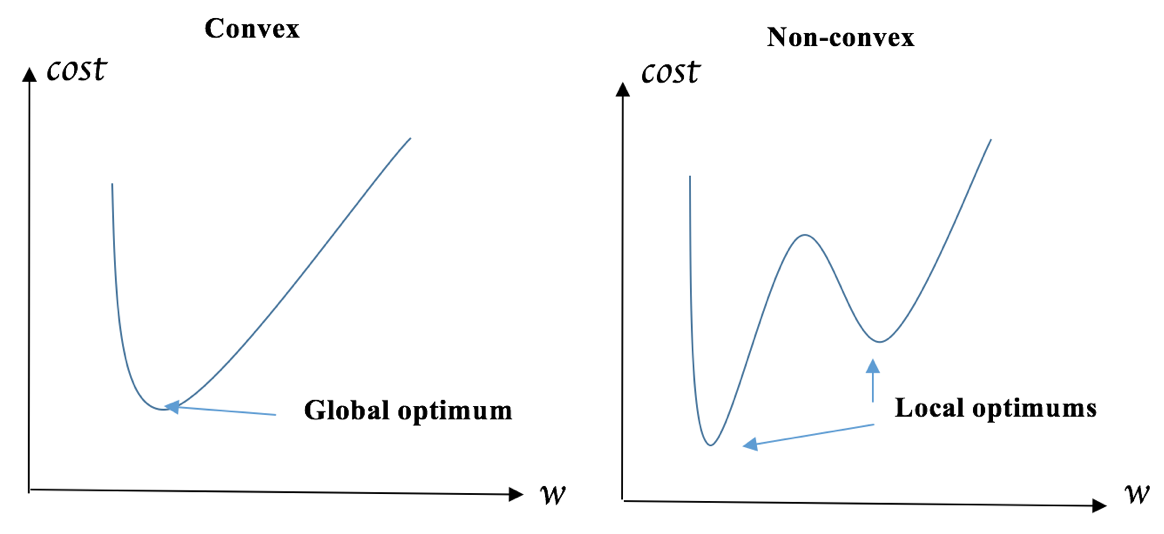 Convex
cost
Global optimum
w
Non-convex
cost
Local optimums
w